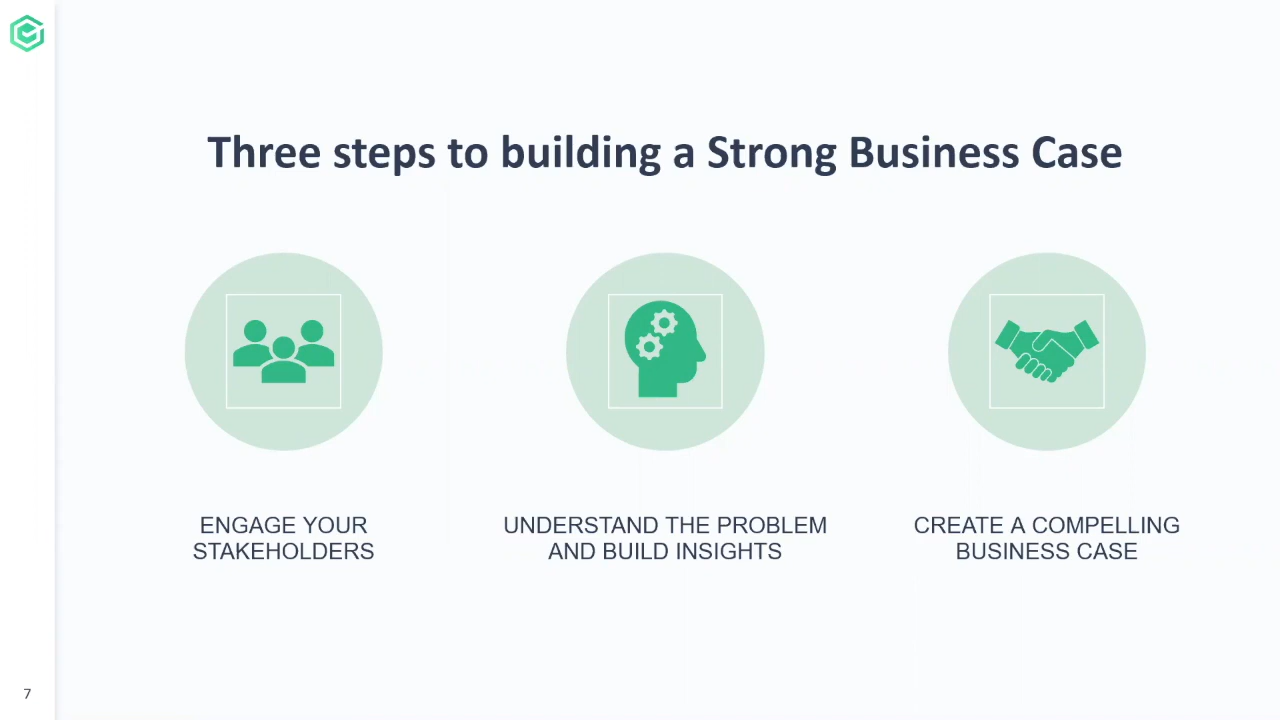 Three steps to building a Strong Business Case
ENGAGE YOUR
STAKEHOLDERS
UNDERSTAND THE PROBLEM
AND BUILD INSIGHTS
CREATE A COMPELLING
BUSINESS CASE
7